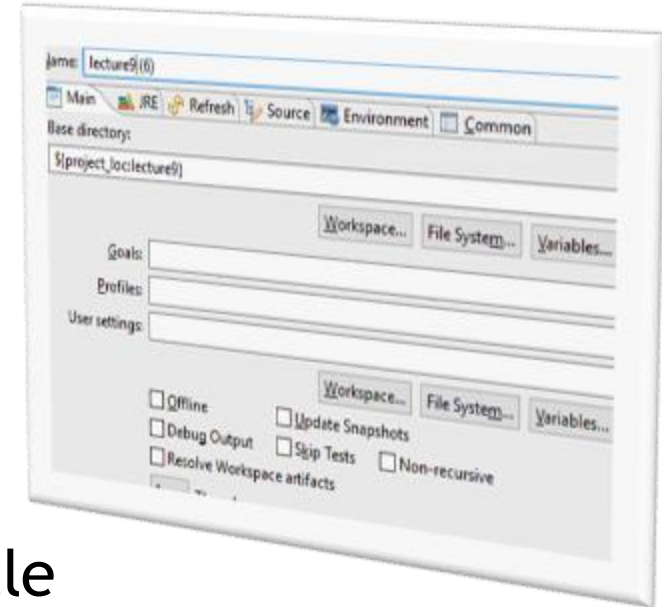 Name: lecture9(6)
Main JRE Refresh Source Environment Common
Base directory:
${project_loc:lecture9}
Workspace... File System... Variables...
Goals:
Profiles:
User settings:
Workspace... File System... Variables...
Offline Update Snapshots
Debug Output Skip Tests Non-recursive
Resolve Workspace artifacts
le